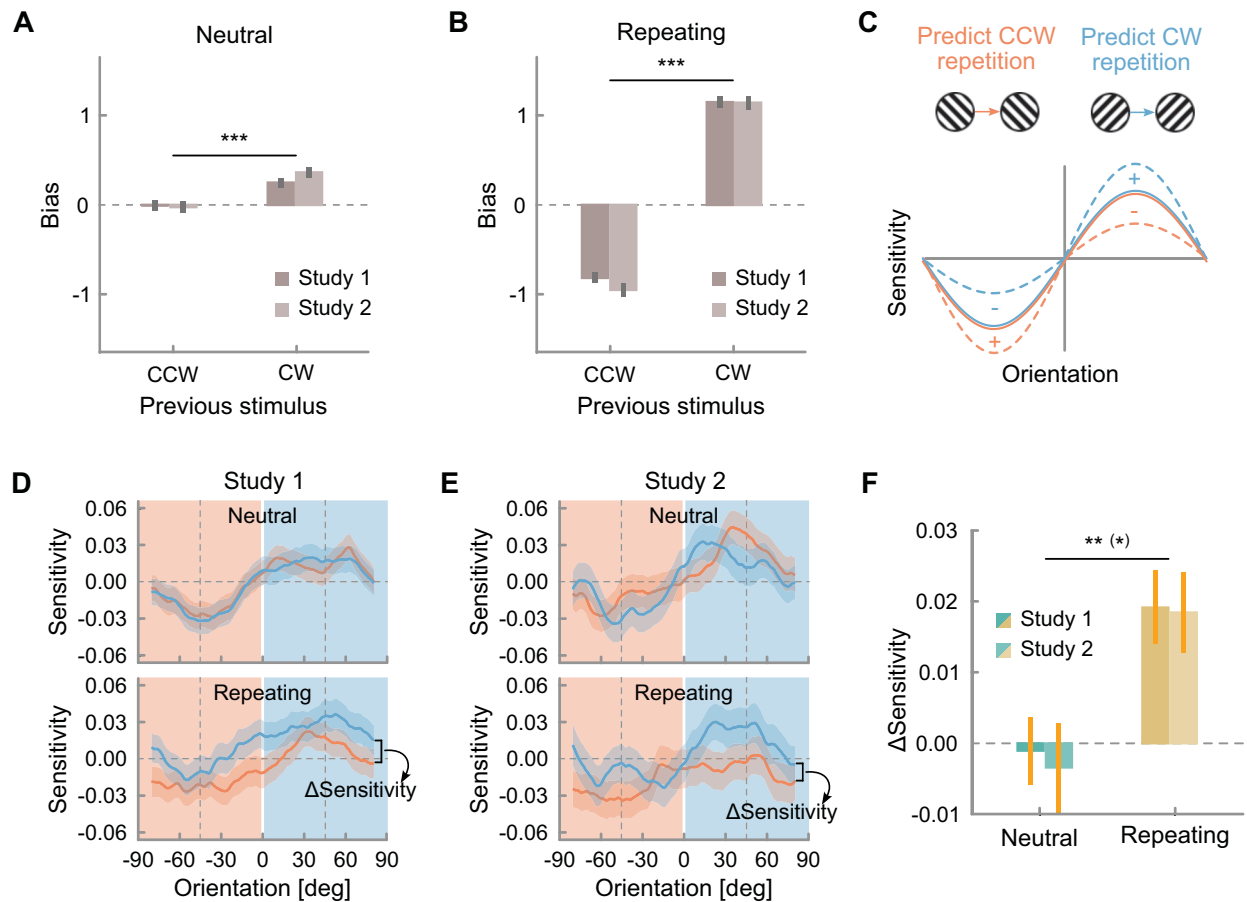 A
Neutral
1
0
-1
Bias
***
Study 1
Study 2
CCW
CW
Previous stimulus
B
Repeating
1
0
-1
Bias
***
Study 1
Study 2
CCW
CW
Previous stimulus
C
Predict CCW
repetition
Predict CW
repetition
Sensitivity
+
-
-
+
Orientation
D
Study 1
Neutral
0.06
0.03
0.00
-0.03
-0.06
Sensitivity
Repeating
0.06
0.03
0.00
-0.03
-0.06
Sensitivity
ΔSensitivity
-90
-60
-30
0
30
60
90
Orientation [deg]
E
Study 2
Neutral
0.06
0.03
0.00
-0.03
-0.06
Sensitivity
Repeating
0.06
0.03
0.00
-0.03
-0.06
Sensitivity
ΔSensitivity
-90
-60
-30
0
30
60
90
Orientation [deg]
F
0.03
0.02
0.01
0.00
-0.01
ΔSensitivity
** (*)
Study 1
Study 2
Neutral
Repeating